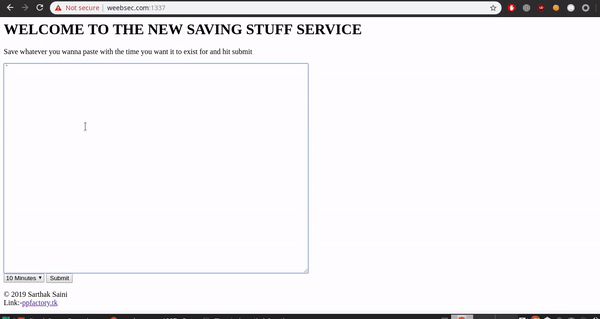 Not secure | weebsec.com:1337
WELCOME TO THE NEW SAVING STUFF SERVICE
Save whatever you wanna paste with the time you want it to exist for and hit submit
10 Minutes ▼ Submit
© 2019 Sarthak Saini
Link:-ppfactory.tk